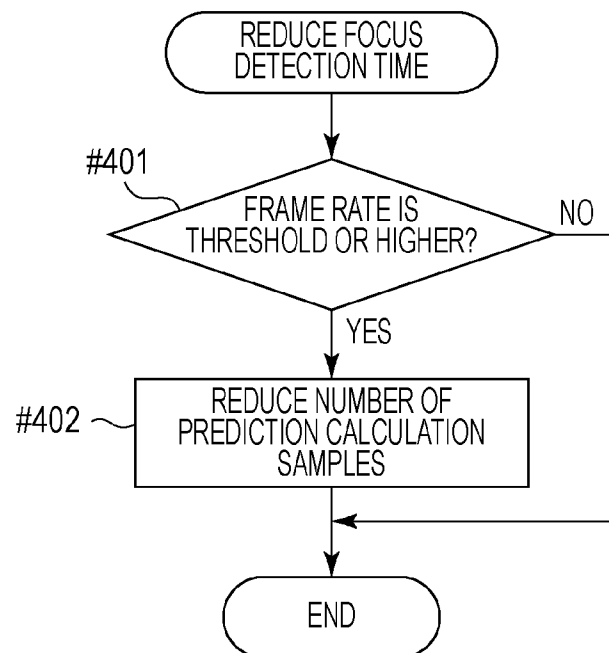 REDUCE FOCUS
DETECTION TIME
#401
FRAME RATE IS
THRESHOLD OR HIGHER?
NO
YES
#402
REDUCE NUMBER OF
PREDICTION CALCULATION
SAMPLES
END